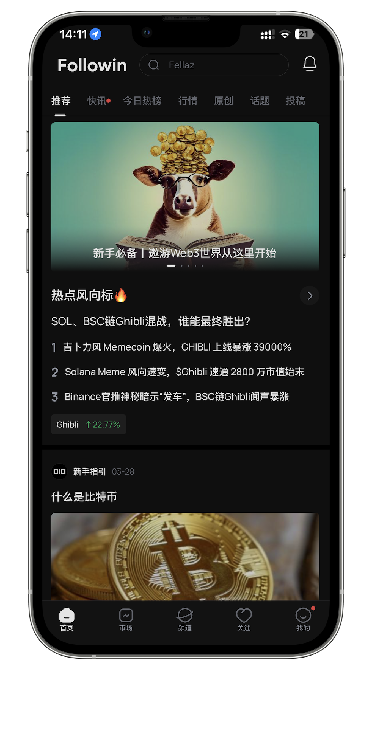 14:11
21
Followin
Fellaz
推荐 快讯 今日热榜 行情 原创 话题 投稿
新手必备丨遨游Web3世界从这里开始
热点风向标🔥
SOL、BSC链Ghibli混战，谁能最终胜出？
1 吉卜力风 Memecoin 爆火，CHIBLI 上线暴涨 39000%
2 Solana Meme 风向速变，$Ghibli 速通 2800 万市值始末
3 Binance官推神秘暗示“发车”，BSC链Ghibli闻声暴涨
Ghibli ↑22.77%
新手指引 05-28
什么是比特币
首页 市场 关注 我的